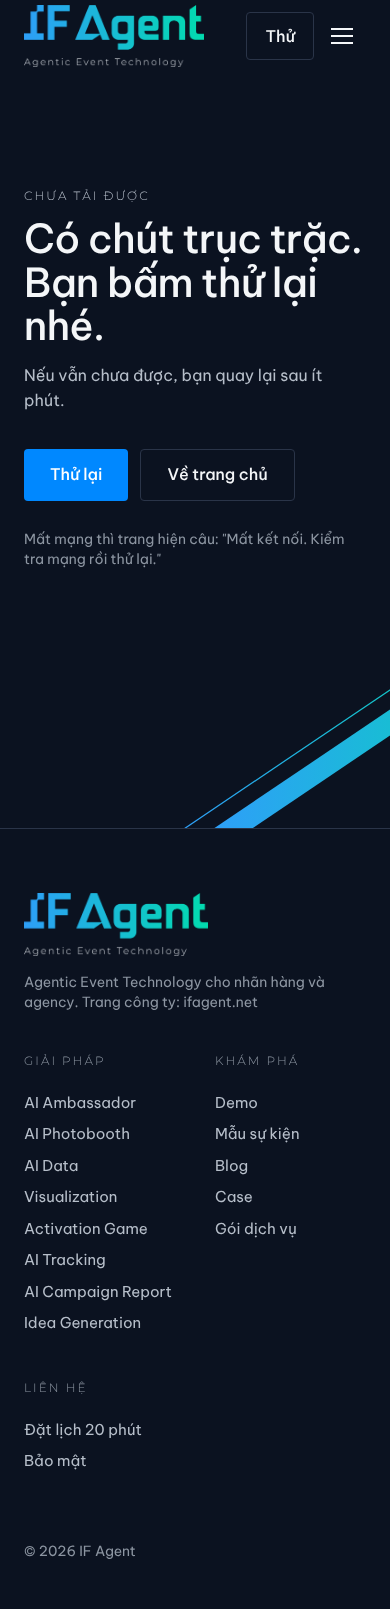 IF Agent
Agentic Event Technology
Thử
CHƯA TẢI ĐƯỢC
Có chút trục trặc.
Bạn bấm thử lại
nhé.
Nếu vẫn chưa được, bạn quay lại sau ít
phút.
Thử lại
Về trang chủ
Mất mạng thì trang hiện câu: "Mất kết nối. Kiểm
tra mạng rồi thử lại."
IF Agent
Agentic Event Technology
Agentic Event Technology cho nhãn hàng và
agency. Trang công ty: ifagent.net
GIẢI PHÁP
AI Ambassador
AI Photobooth
AI Data
Visualization
Activation Game
AI Tracking
AI Campaign Report
Idea Generation
KHÁM PHÁ
Demo
Mẫu sự kiện
Blog
Case
Gói dịch vụ
LIÊN HỆ
Đặt lịch 20 phút
Bảo mật
© 2026 IF Agent